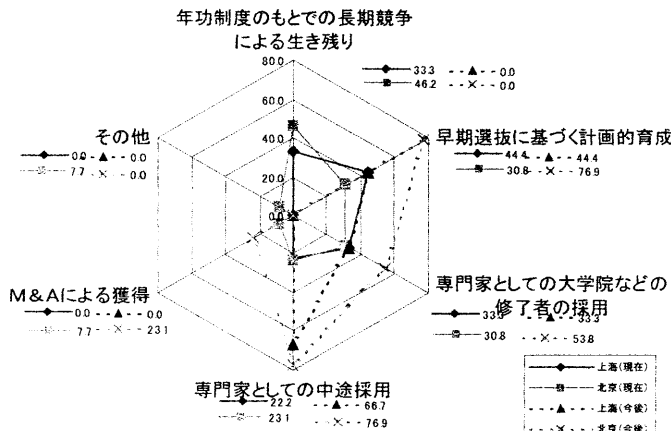 年功制度のもとでの長期競争
による生き残り
33.3 0.0
46.2 0.0
80.0
60.0
40.0
20.0
0.0
その他
0.0 0.0
7.7 0.0
早期選抜に基づく計画的育成
44.4 44.4
30.8 76.9
M&Aによる獲得
0.0 0.0
7.7 23.1
専門家としての大学院などの
修了者の採用
33.3 33.3
30.8 53.8
専門家としての中途採用
22.2 66.7
23.1 76.9
上海(現在)
北京(現在)
上海(今後)
北京(今後)